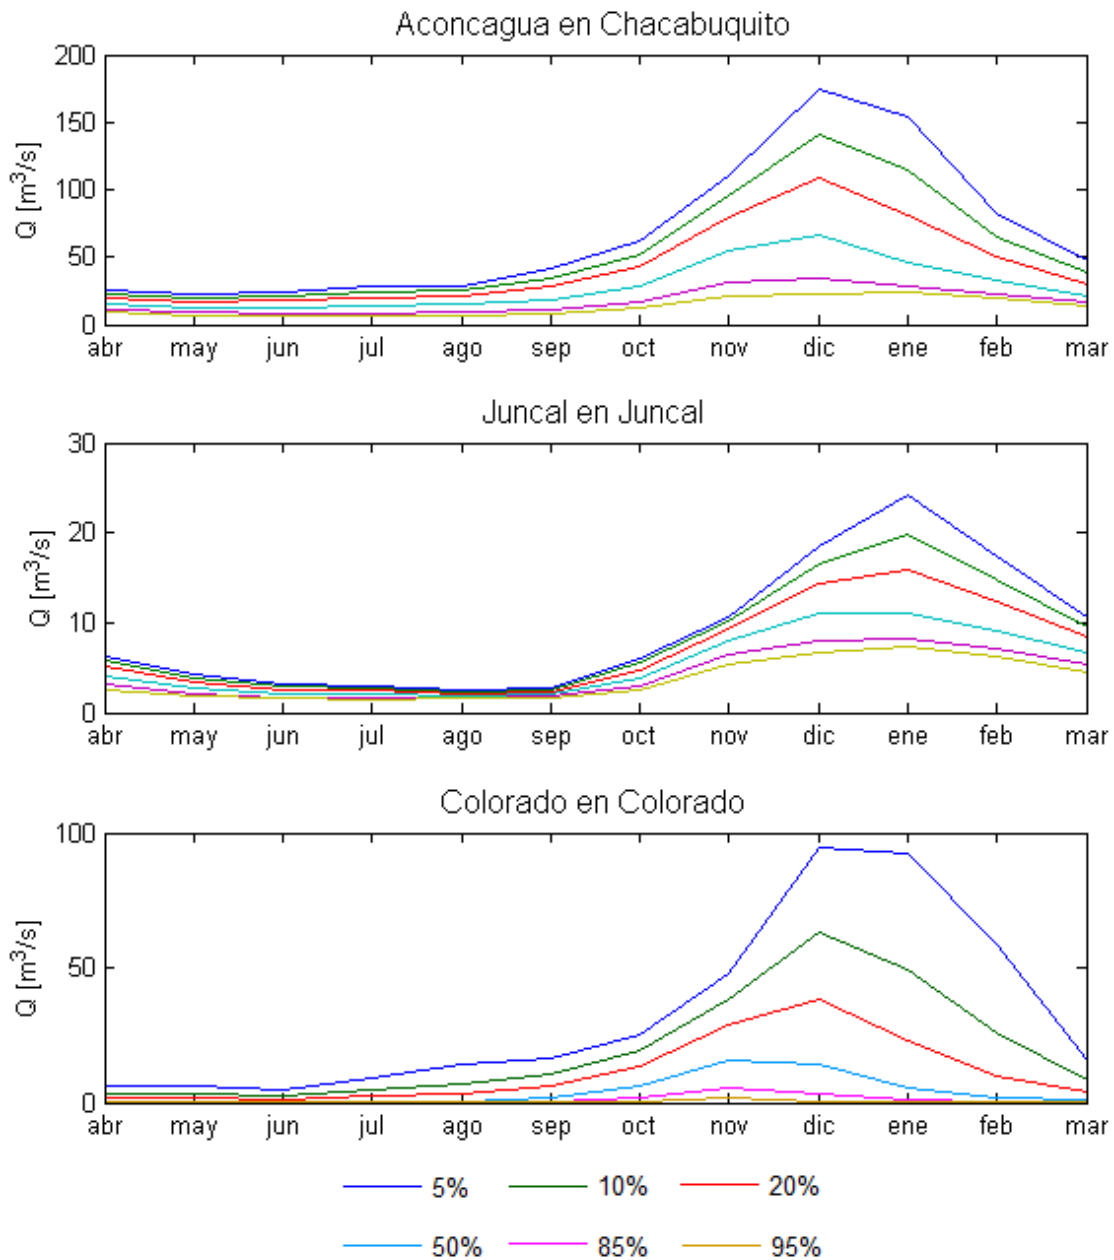 Aconcagua en Chacabuquito
200
150
100
50
0
Q [m³/s]
abr may jun jul ago sep oct nov dic ene feb mar
Juncal en Juncal
30
20
10
0
Q [m³/s]
abr may jun jul ago sep oct nov dic ene feb mar
Colorado en Colorado
100
50
0
Q [m³/s]
abr may jun jul ago sep oct nov dic ene feb mar
5% 10% 20%
50% 85% 95%